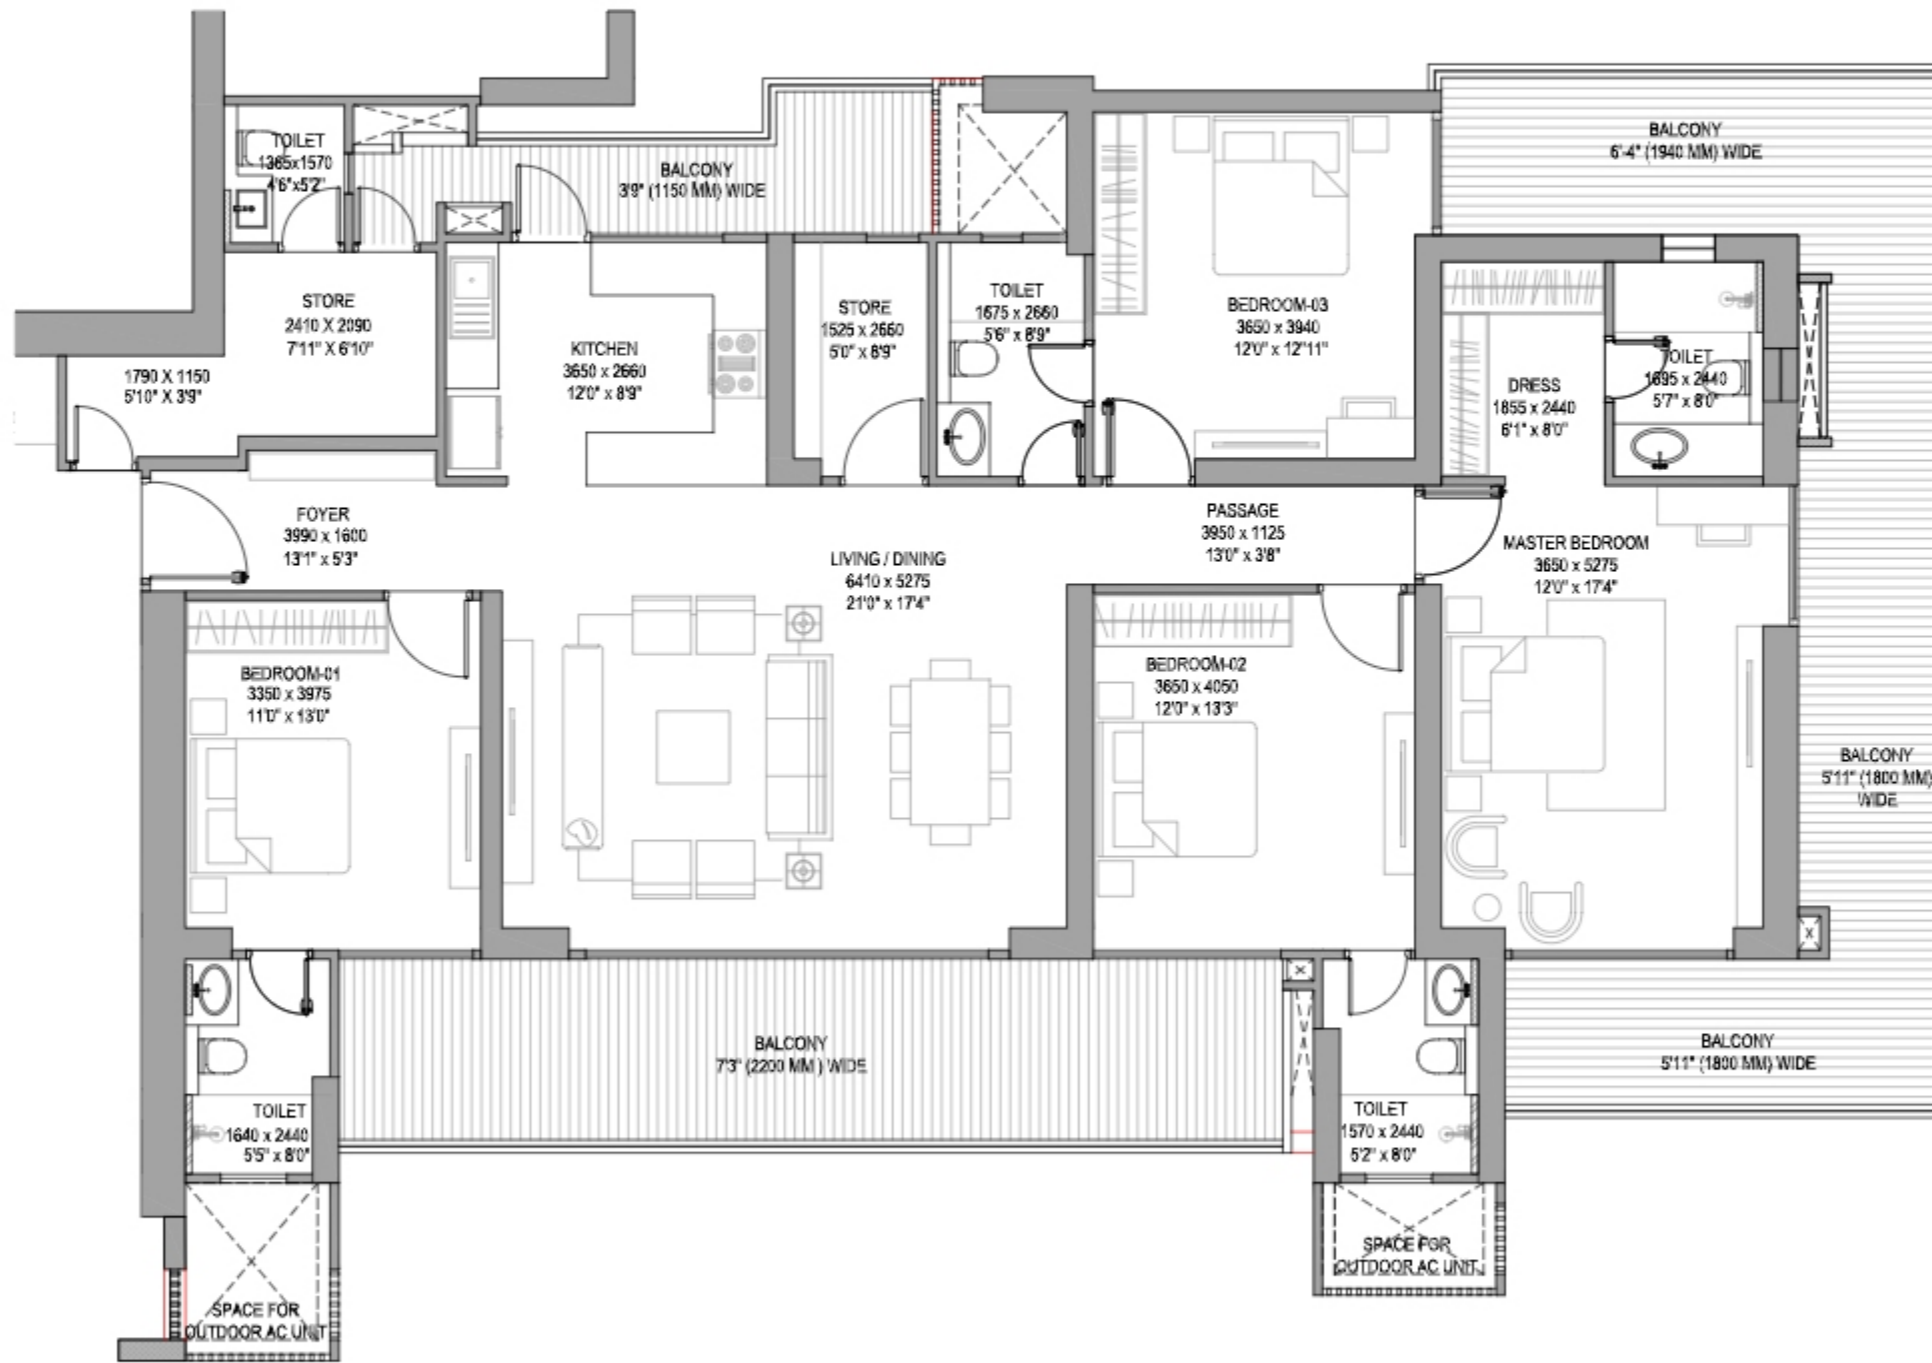 TOILET
1365x1570
4'6"x5'2"
BALCONY
3'9" (1150 MM) WIDE
BALCONY
6'-4" (1940 MM) WIDE
STORE
2410 X 2090
7'11" X 6'10"
1790 X 1150
5'10" X 3'9"
KITCHEN
3650 x 2660
12'0" x 8'9"
STORE
1525 x 2660
5'0" x 8'9"
TOILET
1675 x 2660
5'6" x 8'9"
BEDROOM-03
3650 x 3940
12'0" x 12'11"
DRESS
1855 x 2440
6'1" x 8'0"
TOILET
1695 x 2440
5'7" x 8'0"
FOYER
3990 x 1600
13'1" x 5'3"
LIVING / DINING
6410 x 5275
21'0" x 17'4"
PASSAGE
3950 x 1125
13'0" x 3'8"
MASTER BEDROOM
3650 x 5275
12'0" x 17'4"
BEDROOM-01
3350 x 3975
11'0" x 13'0"
BEDROOM-02
3650 x 4050
12'0" x 13'3"
BALCONY
5'11" (1800 MM)
WIDE
BALCONY
7'3" (2200 MM ) WIDE
BALCONY
5'11" (1800 MM) WIDE
TOILET
1640 x 2440
5'5" x 8'0"
TOILET
1570 x 2440
5'2" x 8'0"
SPACE FOR
OUTDOOR AC UNIT
SPACE FOR
OUTDOOR AC UNIT